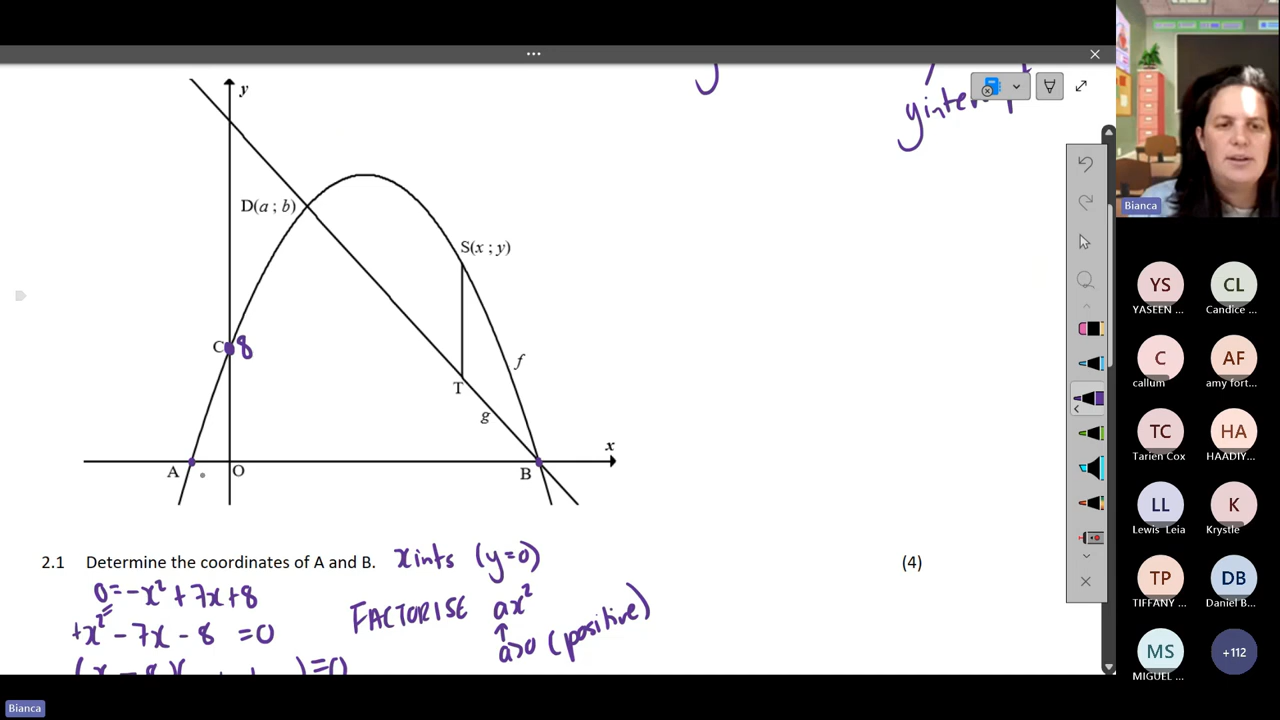 y
yinterc
D(a ; b)
S(x ; y)
C 8
f
T
g
x
A
O
B
2.1 Determine the coordinates of A and B. x ints (y=0) (4)
0=-x²+7x+8
FACTORISE ax²
+x²-7x-8=0
a>0 (positive)
Bianca
YASEEN ...
CL
Candice ...
YS
C
callum
AF
amy fort...
TC
Tarien Cox
HA
HAADIY...
LL
Lewis Leia
K
Krystle
TP
TIFFANY ...
DB
Daniel B...
MS
MIGUEL ...
+112
Bianca